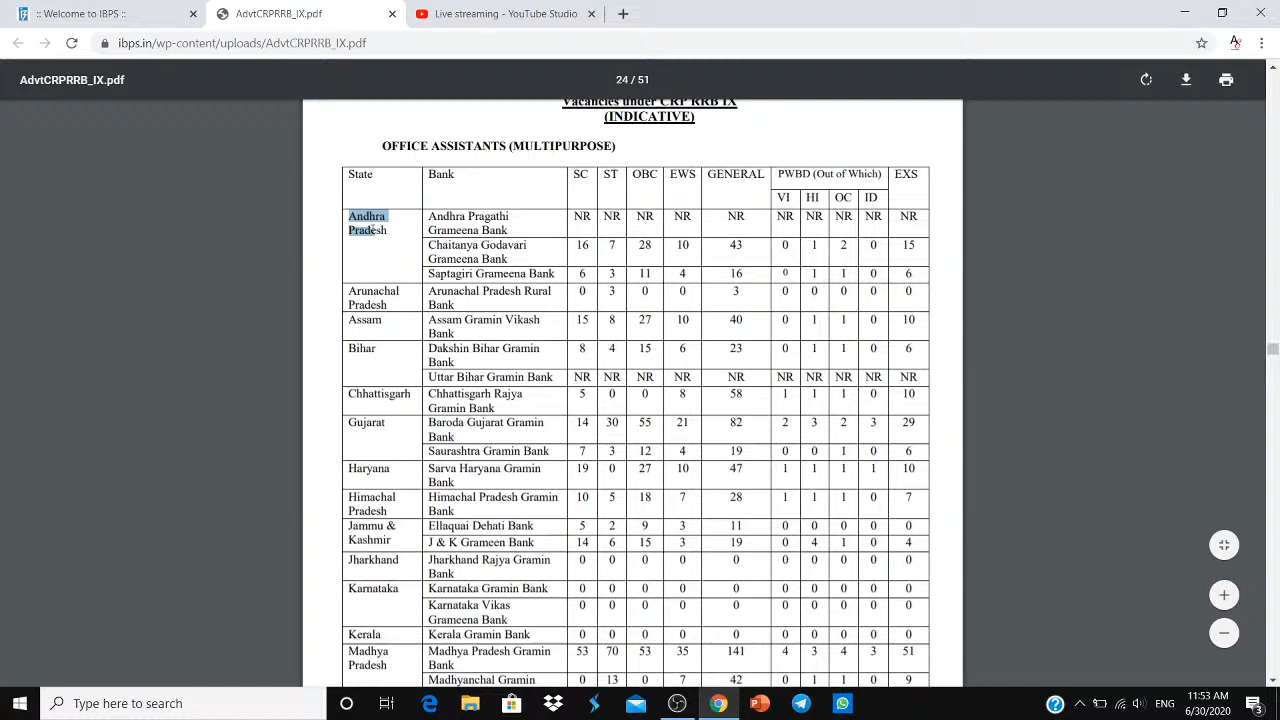 :: Welcome to IBPS ::
AdvtCRPRRB_IX.pdf
Live streaming - YouTube Studio
ibps.in/wp-content/uploads/AdvtCRPRRB_IX.pdf
AdvtCRPRRB_IX.pdf
24 / 51
Vacancies under CRP RRB IX
(INDICATIVE)
OFFICE ASSISTANTS (MULTIPURPOSE)
State Bank SC ST OBC EWS GENERAL PWBD (Out of Which) EXS
VI HI OC ID
Andhra Andhra Pragathi NR NR NR NR NR NR NR NR NR NR
Pradesh Grameena Bank
Chaitanya Godavari 16 7 28 10 43 0 1 2 0 15
Grameena Bank
Saptagiri Grameena Bank 6 3 11 4 16 0 1 1 0 6
Arunachal Arunachal Pradesh Rural 0 3 0 0 3 0 0 0 0 0
Pradesh Bank
Assam Assam Gramin Vikash 15 8 27 10 40 0 1 1 0 10
Bank
Bihar Dakshin Bihar Gramin 8 4 15 6 23 0 1 1 0 6
Bank
Uttar Bihar Gramin Bank NR NR NR NR NR NR NR NR NR NR
Chhattisgarh Chhattisgarh Rajya 5 0 0 8 58 1 1 1 0 10
Gramin Bank
Gujarat Baroda Gujarat Gramin 14 30 55 21 82 2 3 2 3 29
Bank
Saurashtra Gramin Bank 7 3 12 4 19 0 0 1 0 6
Haryana Sarva Haryana Gramin 19 0 27 10 47 1 1 1 1 10
Bank
Himachal Himachal Pradesh Gramin 10 5 18 7 28 1 1 1 0 7
Pradesh Bank
Jammu & Ellaquai Dehati Bank 5 2 9 3 11 0 0 0 0 0
Kashmir J & K Grameen Bank 14 6 15 3 19 0 4 1 0 4
Jharkhand Jharkhand Rajya Gramin 0 0 0 0 0 0 0 0 0 0
Bank
Karnataka Karnataka Gramin Bank 0 0 0 0 0 0 0 0 0 0
Karnataka Vikas 0 0 0 0 0 0 0 0 0 0
Grameena Bank
Kerala Kerala Gramin Bank 0 0 0 0 0 0 0 0 0 0
Madhya Madhya Pradesh Gramin 53 70 53 35 141 4 3 4 3 51
Pradesh Bank
Madhyanchal Gramin 0 13 0 7 42 0 1 1 0 9
Type here to search
ENG
11:53 AM
6/30/2020